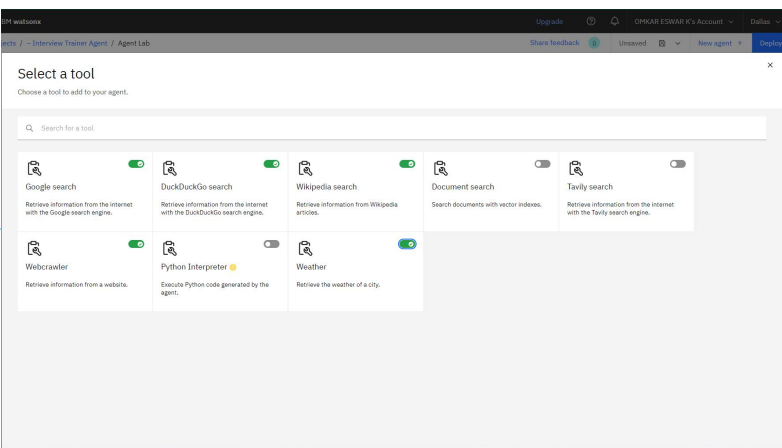 BM watsonx
Upgrade
OMKAR ESWAR K's Account
Dallas
ects / ~ Interview Trainer Agent / Agent Lab
Share feedback
Unsaved
New agent +
Deploy
Select a tool
Choose a tool to add to your agent.
Search for a tool
Google search
Retrieve information from the internet
with the Google search engine.
DuckDuckGo search
Retrieve information from the internet
with the DuckDuckGo search engine.
Wikipedia search
Retrieve information from Wikipedia
articles.
Document search
Search documents with vector indexes.
Tavily search
Retrieve information from the internet
with the Tavily search engine.
Webcrawler
Retrieve information from a website.
Python Interpreter
Execute Python code generated by the
agent.
Weather
Retrieve the weather of a city.